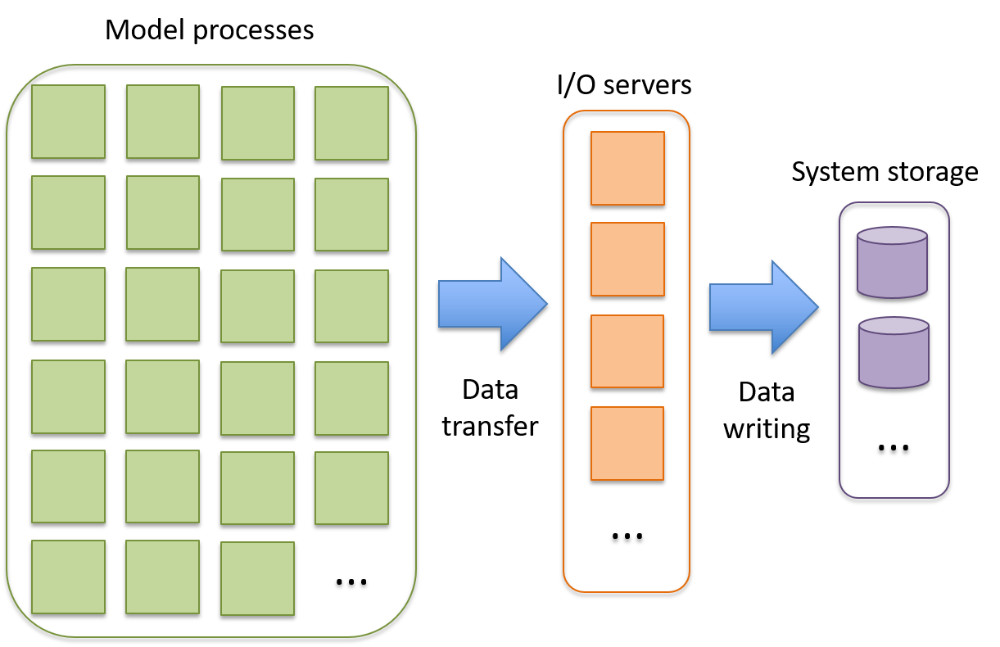 Model processes
I/O servers
System storage
Data
transfer
Data
writing
...
...
...